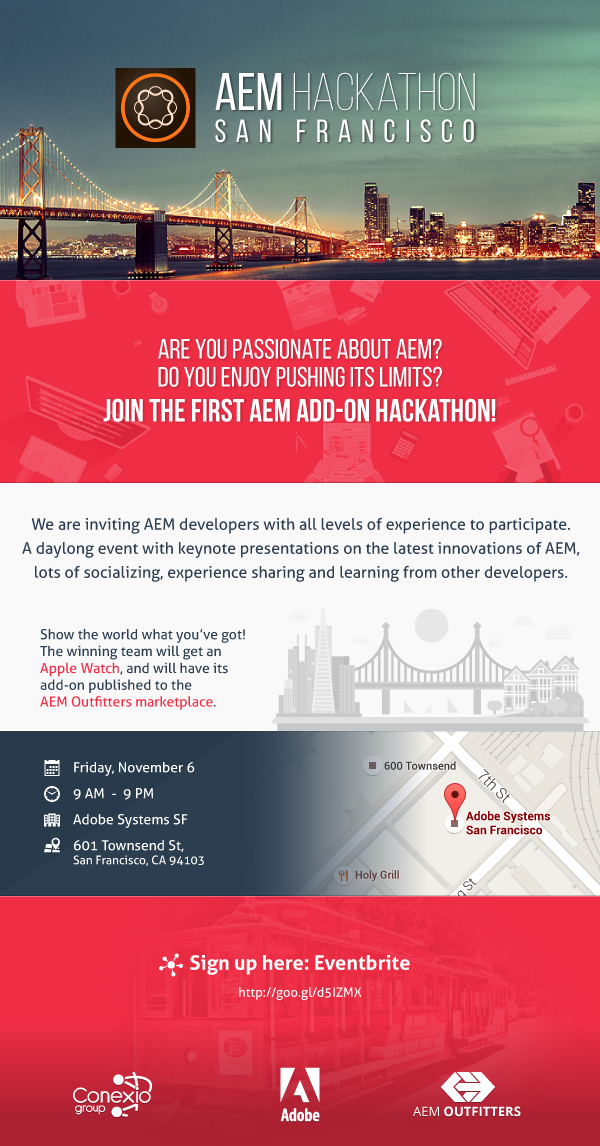 AEM HACKATHON
SAN FRANCISCO
ARE YOU PASSIONATE ABOUT AEM?
DO YOU ENJOY PUSHING ITS LIMITS?
JOIN THE FIRST AEM ADD-ON HACKATHON!
We are inviting AEM developers with all levels of experience to participate.
A daylong event with keynote presentations on the latest innovations of AEM,
lots of socializing, experience sharing and learning from other developers.
Show the world what you've got!
The winning team will get an
Apple Watch, and will have its
add-on published to the
AEM Outfitters marketplace.
Friday, November 6
9 AM - 9 PM
Adobe Systems SF
601 Townsend St,
San Francisco, CA 94103
600 Townsend
7th St
Adobe Systems
San Francisco
Holy Grill
g St
Sign up here: Eventbrite
http://goo.gl/d5IZMX
Conexio
group
Adobe
AEM OUTFITTERS